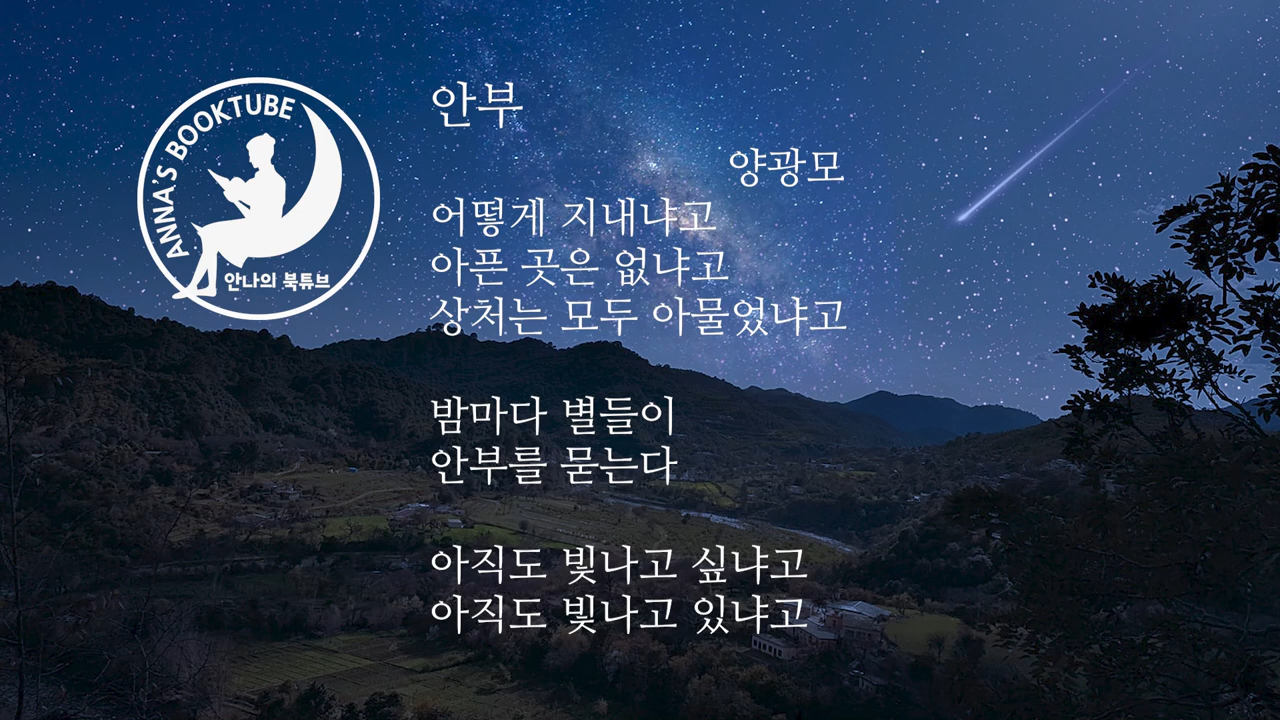 ANNA'S BOOKTUBE
안나의 북튜브
안부
양광모
어떻게 지내냐고
아픈 곳은 없냐고
상처는 모두 아물었냐고
밤마다 별들이
안부를 묻는다
아직도 빛나고 싶냐고
아직도 빛나고 있냐고